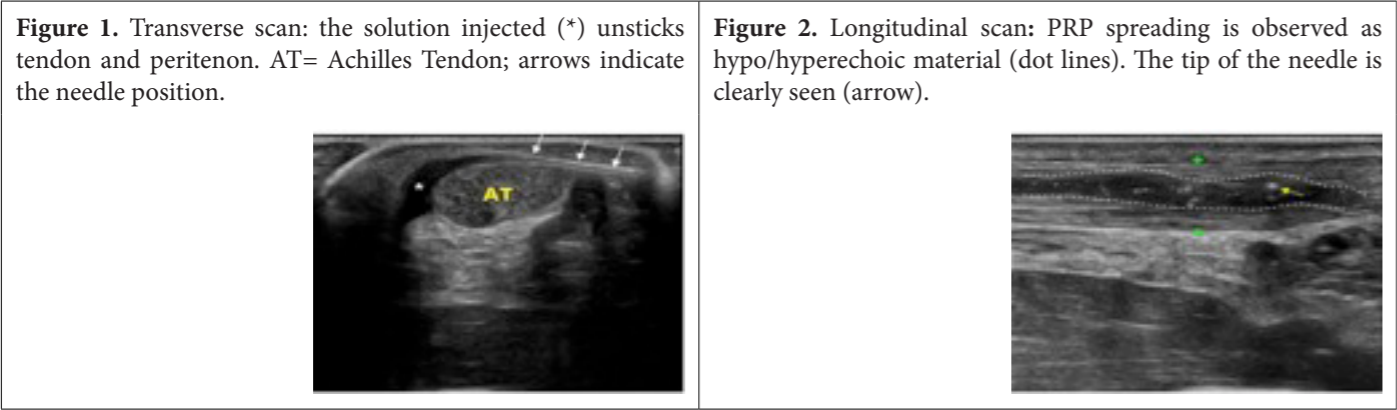 Figure 1. Transverse scan: the solution injected (*) unsticks
tendon and peritenon. AT= Achilles Tendon; arrows indicate
the needle position.
*
AT
Figure 2. Longitudinal scan: PRP spreading is observed as
hypo/hyperechoic material (dot lines). The tip of the needle is
clearly seen (arrow).